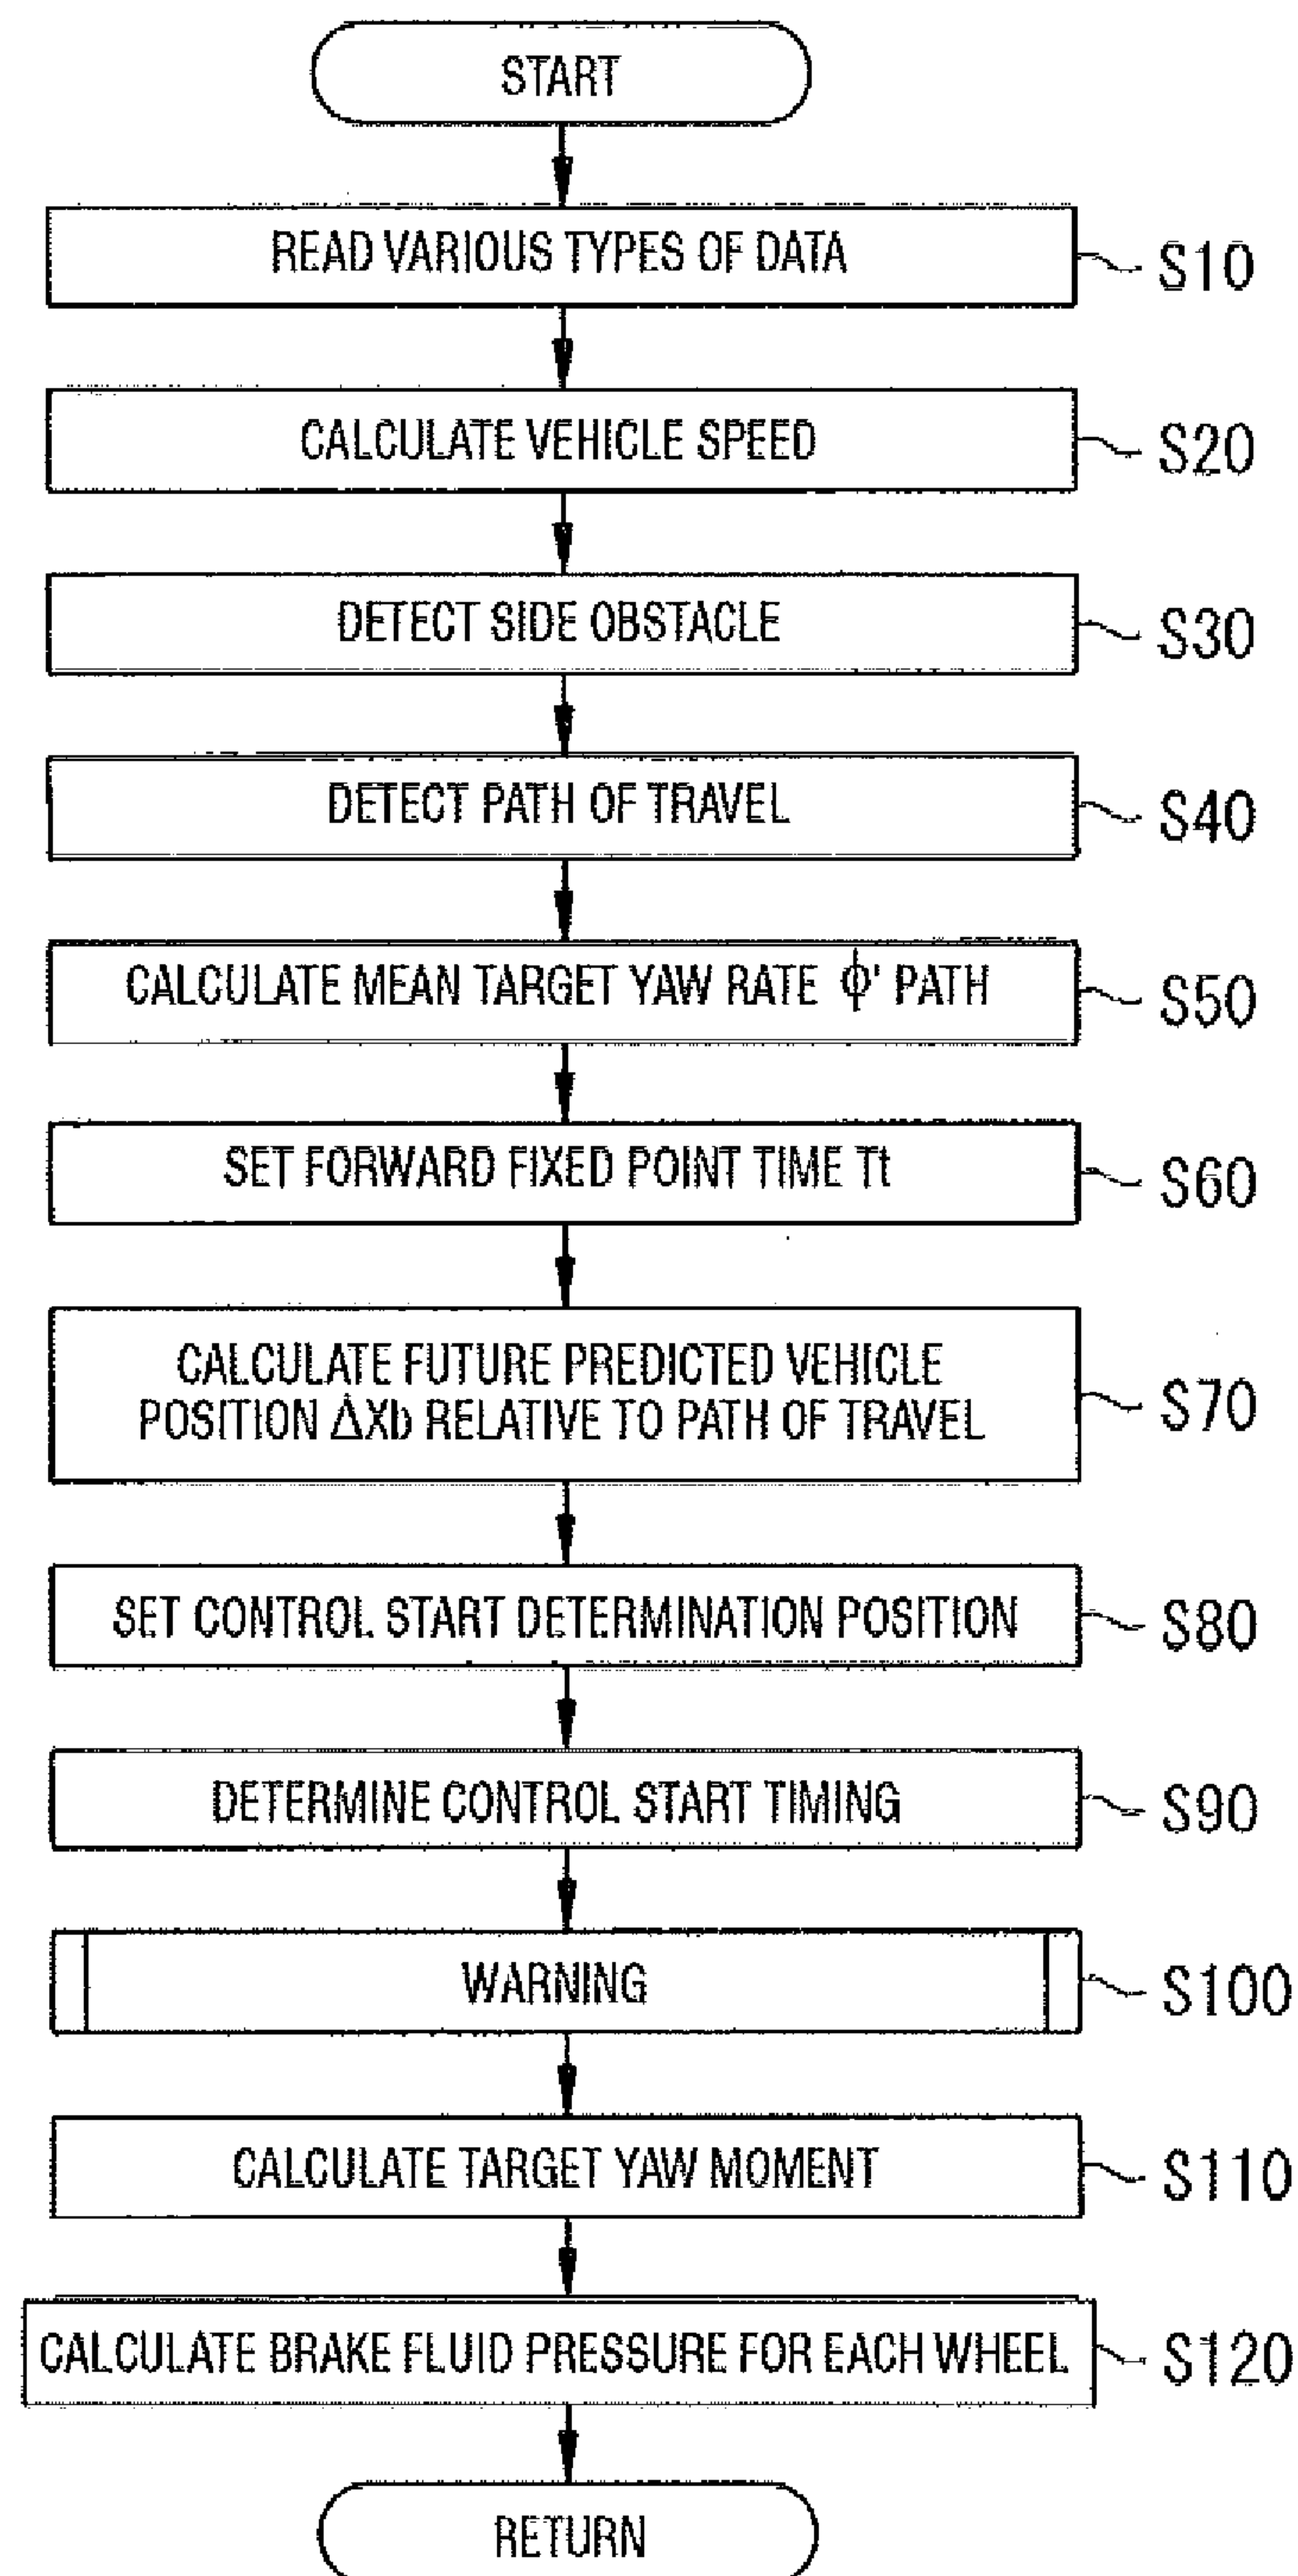 START
READ VARIOUS TYPES OF DATA
S10
CALCULATE VEHICLE SPEED
S20
DETECT SIDE OBSTACLE
S30
DETECT PATH OF TRAVEL
S40
CALCULATE MEAN TARGET YAW RATE ϕ' PATH
S50
SET FORWARD FIXED POINT TIME Tt
S60
CALCULATE FUTURE PREDICTED VEHICLE
POSITION ΔXb RELATIVE TO PATH OF TRAVEL
S70
SET CONTROL START DETERMINATION POSITION
S80
DETERMINE CONTROL START TIMING
S90
WARNING
S100
CALCULATE TARGET YAW MOMENT
S110
CALCULATE BRAKE FLUID PRESSURE FOR EACH WHEEL
S120
RETURN